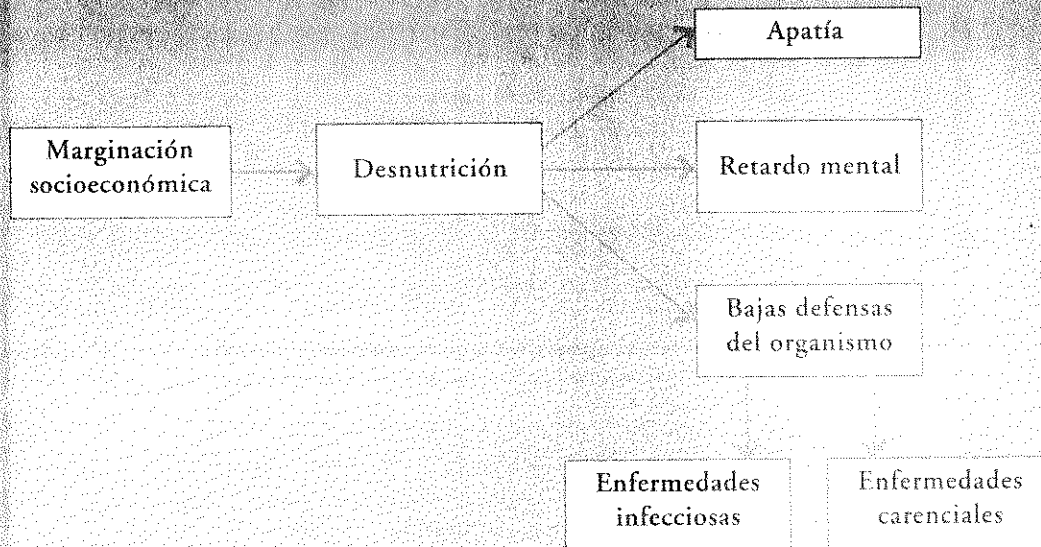 Apatía
Marginación
socioeconómica
Desnutrición
Retardo mental
Bajas defensas
del organismo
Enfermedades
infecciosas
Enfermedades
carenciales